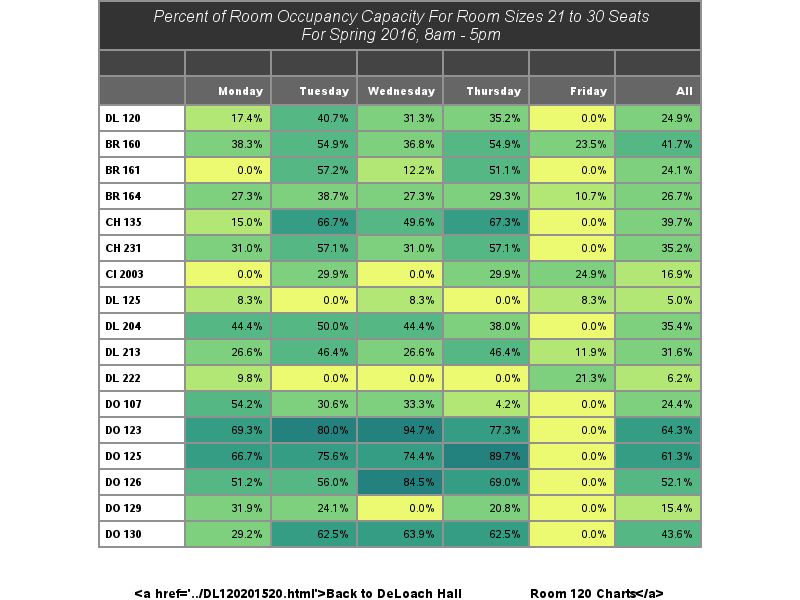 Percent of Room Occupancy Capacity For Room Sizes 21 to 30 Seats
For Spring 2016, 8am - 5pm
Monday Tuesday Wednesday Thursday Friday All
DL 120 17.4% 40.7% 31.3% 35.2% 0.0% 24.9%
BR 160 38.3% 54.9% 36.8% 54.9% 23.5% 41.7%
BR 161 0.0% 57.2% 12.2% 51.1% 0.0% 24.1%
BR 164 27.3% 38.7% 27.3% 29.3% 10.7% 26.7%
CH 135 15.0% 66.7% 49.6% 67.3% 0.0% 39.7%
CH 231 31.0% 57.1% 31.0% 57.1% 0.0% 35.2%
CI 2003 0.0% 29.9% 0.0% 29.9% 24.9% 16.9%
DL 125 8.3% 0.0% 8.3% 0.0% 8.3% 5.0%
DL 204 44.4% 50.0% 44.4% 38.0% 0.0% 35.4%
DL 213 26.6% 46.4% 26.6% 46.4% 11.9% 31.6%
DL 222 9.8% 0.0% 0.0% 0.0% 21.3% 6.2%
DO 107 54.2% 30.6% 33.3% 4.2% 0.0% 24.4%
DO 123 69.3% 80.0% 94.7% 77.3% 0.0% 64.3%
DO 125 66.7% 75.6% 74.4% 89.7% 0.0% 61.3%
DO 126 51.2% 56.0% 84.5% 69.0% 0.0% 52.1%
DO 129 31.9% 24.1% 0.0% 20.8% 0.0% 15.4%
DO 130 29.2% 62.5% 63.9% 62.5% 0.0% 43.6%
<a href='../DL120201520.html'>Back to DeLoach Hall Room 120 Charts</a>